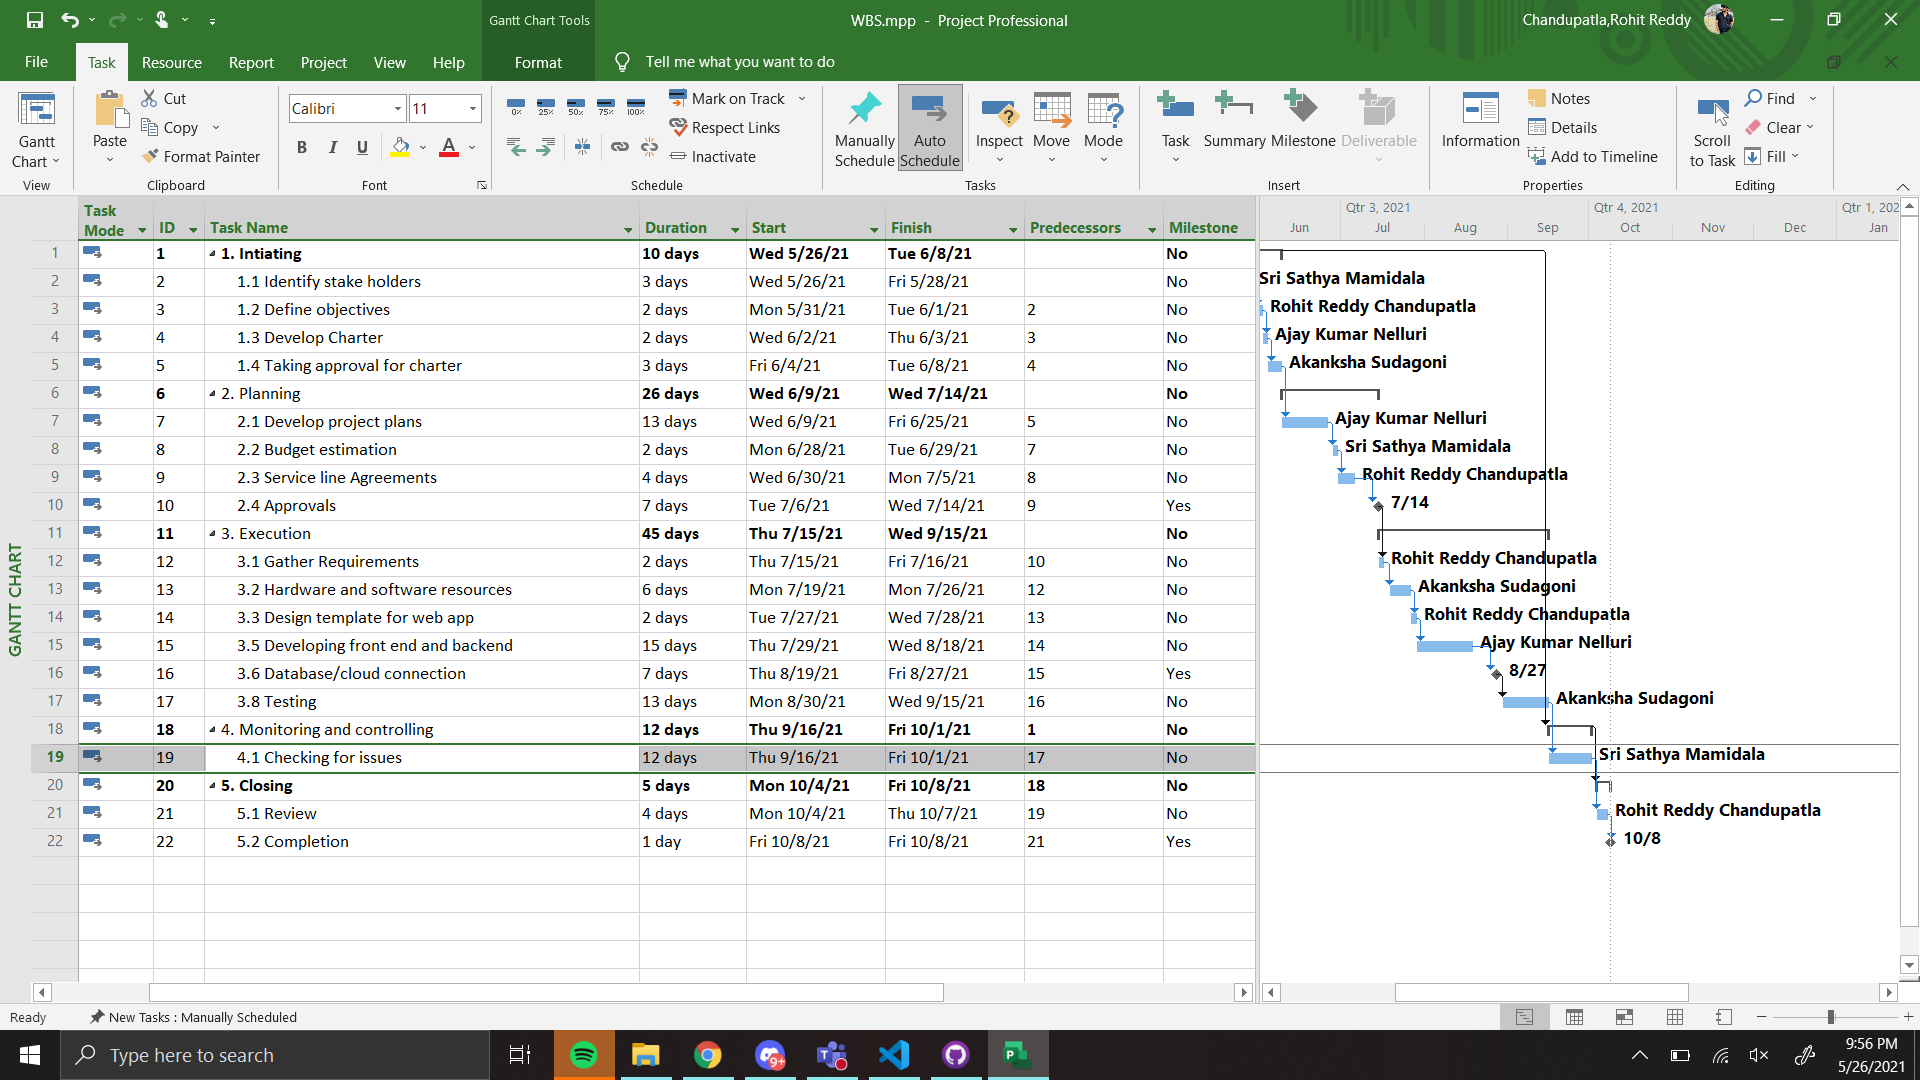 Gantt Chart Tools
WBS.mpp - Project Professional
Chandupatla,Rohit Reddy
File Task Resource Report Project View Help Format Tell me what you want to do
Gantt Chart
View
Paste
Cut
Copy
Format Painter
Clipboard
Calibri 11
B I U A
Font
0% 25% 50% 75% 100%
Mark on Track
Respect Links
Inactivate
Schedule
Manually Schedule
Auto Schedule
Inspect
Move
Mode
Tasks
Task
Summary
Milestone
Deliverable
Insert
Information
Notes
Details
Add to Timeline
Properties
Scroll to Task
Find
Clear
Fill
Editing
GANTT CHART
Task Mode ID Task Name Duration Start Finish Predecessors Milestone
1 1 1. Intiating 10 days Wed 5/26/21 Tue 6/8/21 No
2 2 1.1 Identify stake holders 3 days Wed 5/26/21 Fri 5/28/21 No
3 3 1.2 Define objectives 2 days Mon 5/31/21 Tue 6/1/21 2 No
4 4 1.3 Develop Charter 2 days Wed 6/2/21 Thu 6/3/21 3 No
5 5 1.4 Taking approval for charter 3 days Fri 6/4/21 Tue 6/8/21 4 No
6 6 2. Planning 26 days Wed 6/9/21 Wed 7/14/21 No
7 7 2.1 Develop project plans 13 days Wed 6/9/21 Fri 6/25/21 5 No
8 8 2.2 Budget estimation 2 days Mon 6/28/21 Tue 6/29/21 7 No
9 9 2.3 Service line Agreements 4 days Wed 6/30/21 Mon 7/5/21 8 No
10 10 2.4 Approvals 7 days Tue 7/6/21 Wed 7/14/21 9 Yes
11 11 3. Execution 45 days Thu 7/15/21 Wed 9/15/21 No
12 12 3.1 Gather Requirements 2 days Thu 7/15/21 Fri 7/16/21 10 No
13 13 3.2 Hardware and software resources 6 days Mon 7/19/21 Mon 7/26/21 12 No
14 14 3.3 Design template for web app 2 days Tue 7/27/21 Wed 7/28/21 13 No
15 15 3.5 Developing front end and backend 15 days Thu 7/29/21 Wed 8/18/21 14 No
16 16 3.6 Database/cloud connection 7 days Thu 8/19/21 Fri 8/27/21 15 Yes
17 17 3.8 Testing 13 days Mon 8/30/21 Wed 9/15/21 16 No
18 18 4. Monitoring and controlling 12 days Thu 9/16/21 Fri 10/1/21 1 No
19 19 4.1 Checking for issues 12 days Thu 9/16/21 Fri 10/1/21 17 No
20 20 5. Closing 5 days Mon 10/4/21 Fri 10/8/21 18 No
21 21 5.1 Review 4 days Mon 10/4/21 Thu 10/7/21 19 No
22 22 5.2 Completion 1 day Fri 10/8/21 Fri 10/8/21 21 Yes
Qtr 3, 2021 Qtr 4, 2021 Qtr 1, 202
Jun Jul Aug Sep Oct Nov Dec Jan
Sri Sathya Mamidala
Rohit Reddy Chandupatla
Ajay Kumar Nelluri
Akanksha Sudagoni
Ajay Kumar Nelluri
Sri Sathya Mamidala
Rohit Reddy Chandupatla
7/14
Rohit Reddy Chandupatla
Akanksha Sudagoni
Rohit Reddy Chandupatla
Ajay Kumar Nelluri
8/27
Akanksha Sudagoni
Sri Sathya Mamidala
Rohit Reddy Chandupatla
10/8
Ready New Tasks : Manually Scheduled
Type here to search
9+
9:56 PM
5/26/2021